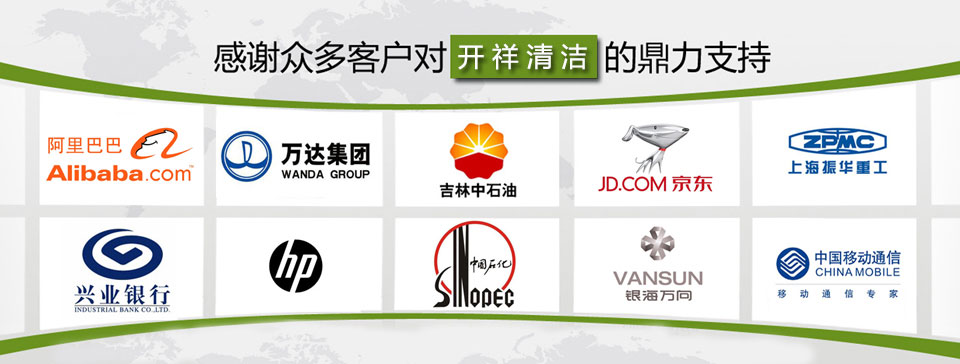 感谢众多客户对 开祥清洁 的鼎力支持
阿里巴巴
Alibaba.com™
万达集团
WANDA GROUP
吉林中石油
JD.COM 京东
ZPMC
上海振华重工
兴业银行
INDUSTRIAL BANK CO.,LTD.
hp
中国石化
SINOPEC
VANSUN
银海万向
中国移动通信
CHINA MOBILE
移动通信专家